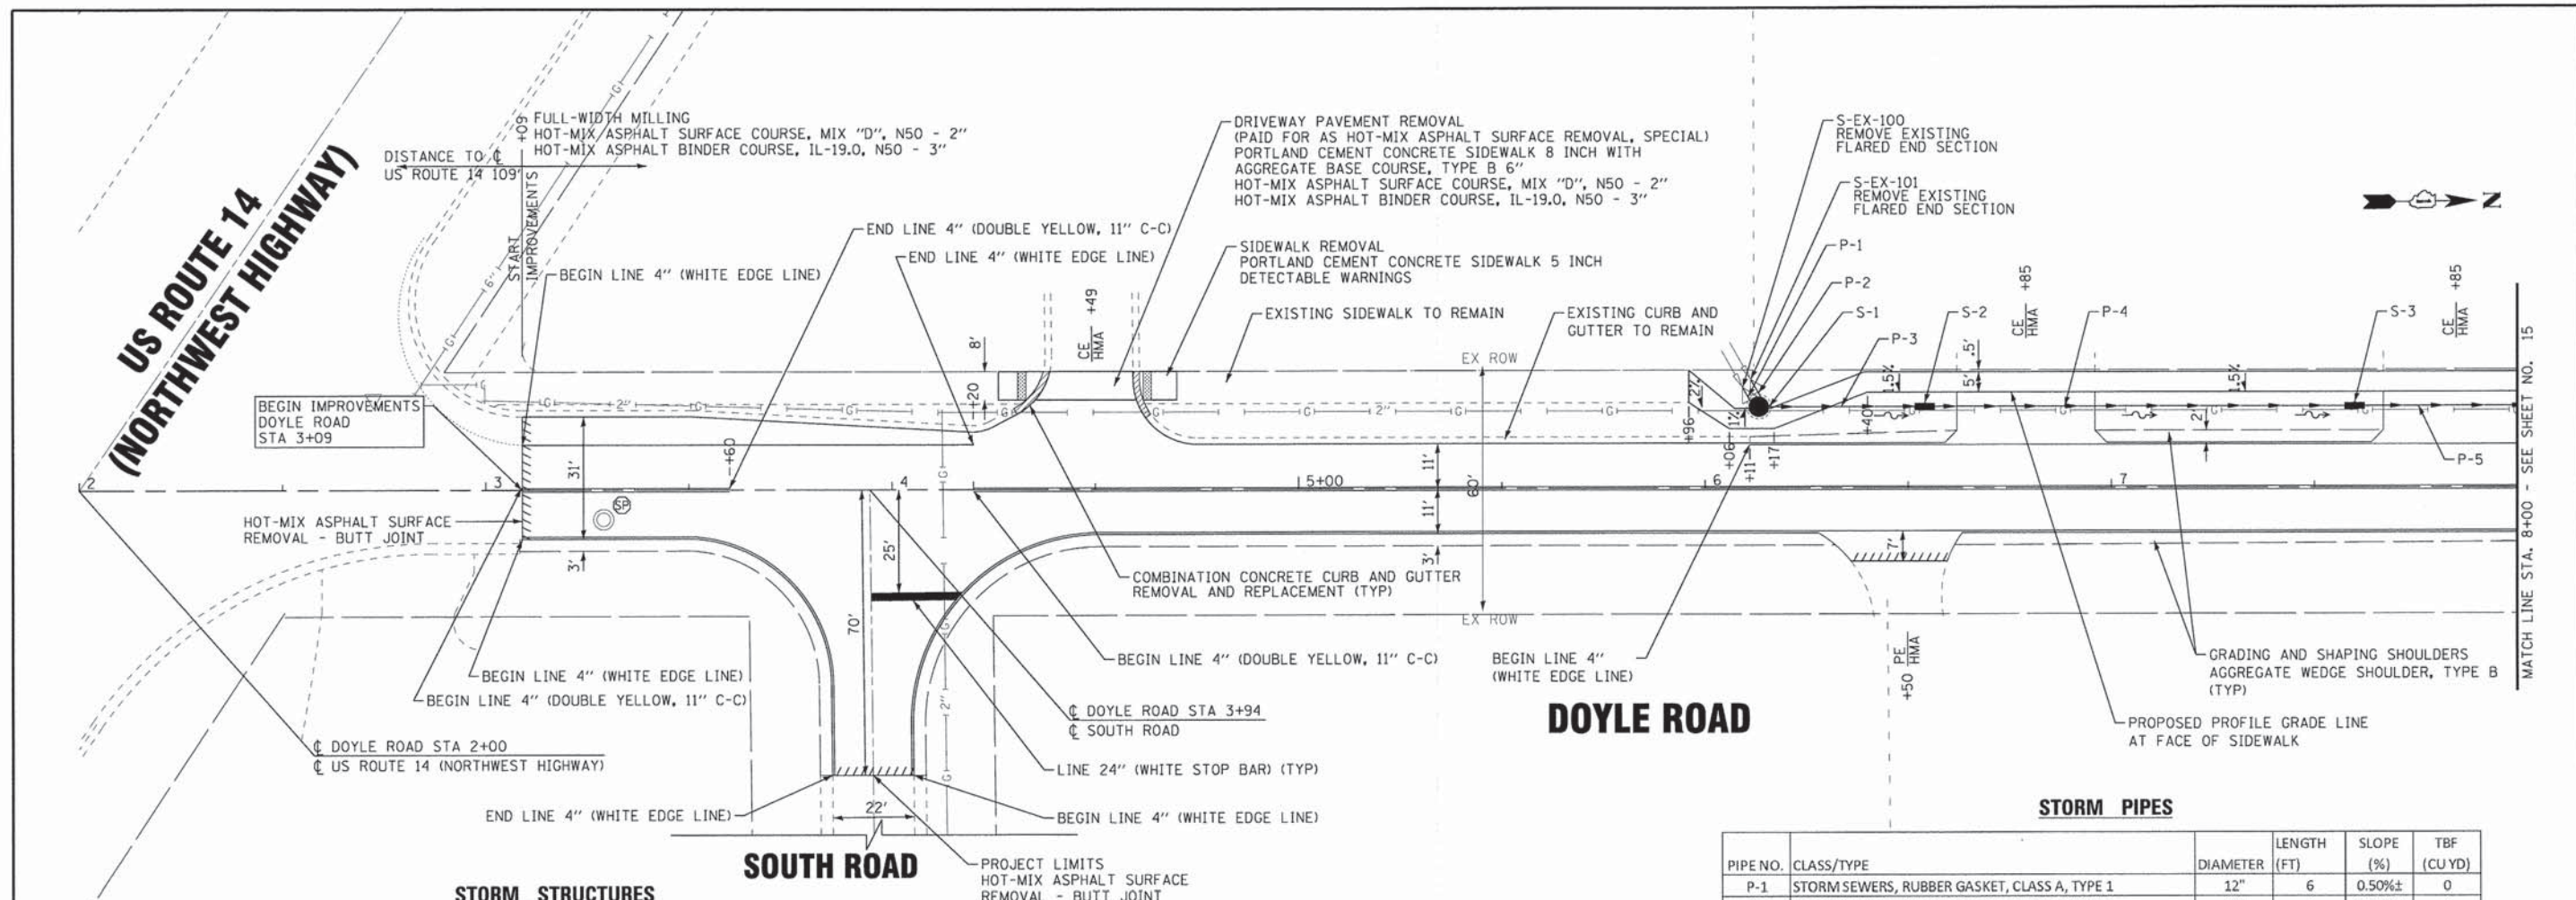 US ROUTE 14
(NORTHWEST HIGHWAY)
DISTANCE TO ℄
US ROUTE 14 109'
+09
START
IMPROVEMENTS
FULL-WIDTH MILLING
HOT-MIX ASPHALT SURFACE COURSE, MIX "D", N50 - 2"
HOT-MIX ASPHALT BINDER COURSE, IL-19.0, N50 - 3"
BEGIN LINE 4" (WHITE EDGE LINE)
END LINE 4" (DOUBLE YELLOW, 11" C-C)
END LINE 4" (WHITE EDGE LINE)
DRIVEWAY PAVEMENT REMOVAL
(PAID FOR AS HOT-MIX ASPHALT SURFACE REMOVAL, SPECIAL)
PORTLAND CEMENT CONCRETE SIDEWALK 8 INCH WITH
AGGREGATE BASE COURSE, TYPE B 6"
HOT-MIX ASPHALT SURFACE COURSE, MIX "D", N50 - 2"
HOT-MIX ASPHALT BINDER COURSE, IL-19.0, N50 - 3"
SIDEWALK REMOVAL
PORTLAND CEMENT CONCRETE SIDEWALK 5 INCH
DETECTABLE WARNINGS
EXISTING SIDEWALK TO REMAIN
EXISTING CURB AND
GUTTER TO REMAIN
S-EX-100
REMOVE EXISTING
FLARED END SECTION
S-EX-101
REMOVE EXISTING
FLARED END SECTION
P-1
P-2
S-1
P-3
S-2
P-4
S-3
P-5
N
CE
HMA
+49
CE
HMA
+85
CE
HMA
+85
8'
+20
EX ROW
6"
2"
2"
+96
+06
+11
+17
+40
1.5%
.5'
5'
1.5%
2'
BEGIN IMPROVEMENTS
DOYLE ROAD
STA 3+09
+60
31'
2
3
4
5+00
6
7
11'
11'
60'
SP
HOT-MIX ASPHALT SURFACE
REMOVAL - BUTT JOINT
3'
25'
70'
3'
7'
COMBINATION CONCRETE CURB AND GUTTER
REMOVAL AND REPLACEMENT (TYP)
EX ROW
BEGIN LINE 4" (WHITE EDGE LINE)
BEGIN LINE 4" (DOUBLE YELLOW, 11" C-C)
BEGIN LINE 4" (DOUBLE YELLOW, 11" C-C)
BEGIN LINE 4"
(WHITE EDGE LINE)
PE
HMA
+50
GRADING AND SHAPING SHOULDERS
AGGREGATE WEDGE SHOULDER, TYPE B
(TYP)
PROPOSED PROFILE GRADE LINE
AT FACE OF SIDEWALK
MATCH LINE STA. 8+00 - SEE SHEET NO. 15
DOYLE ROAD
℄ DOYLE ROAD STA 3+94
℄ SOUTH ROAD
℄ DOYLE ROAD STA 2+00
℄ US ROUTE 14 (NORTHWEST HIGHWAY)
2"
LINE 24" (WHITE STOP BAR) (TYP)
END LINE 4" (WHITE EDGE LINE)
22'
BEGIN LINE 4" (WHITE EDGE LINE)
SOUTH ROAD
PROJECT LIMITS
HOT-MIX ASPHALT SURFACE
REMOVAL - BUTT JOINT
STORM STRUCTURES
STORM PIPES
PIPE NO. CLASS/TYPE DIAMETER LENGTH (FT) SLOPE (%) TBF (CU YD)
P-1 STORM SEWERS, RUBBER GASKET, CLASS A, TYPE 1 12" 6 0.50%± 0